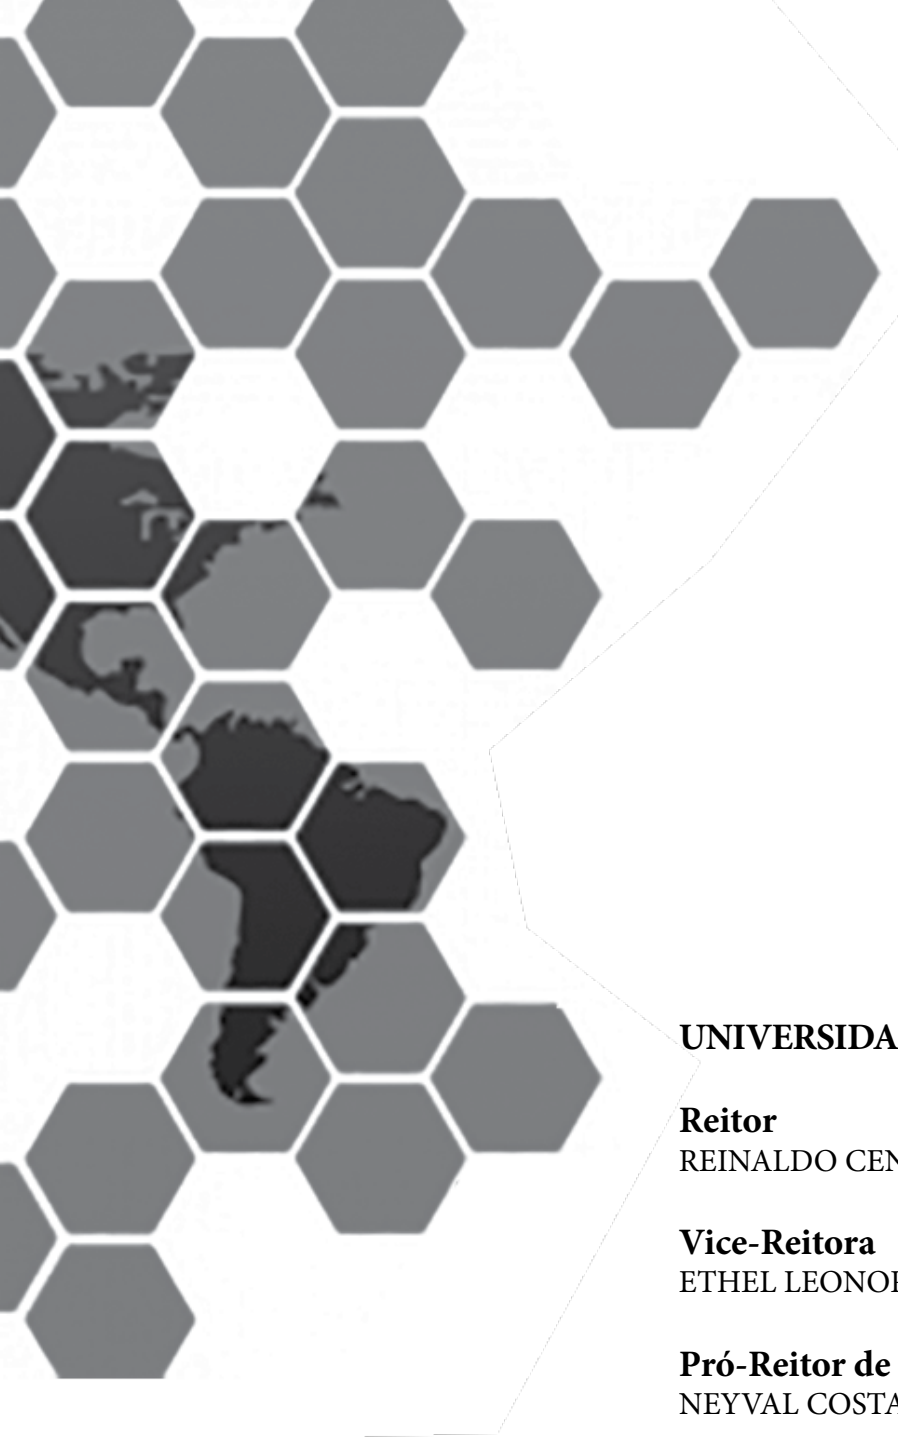 UNIVERSIDA
Reitor
REINALDO CEN
Vice-Reitora
ETHEL LEONOR
Pró-Reitor de
NEYVAL COSTA